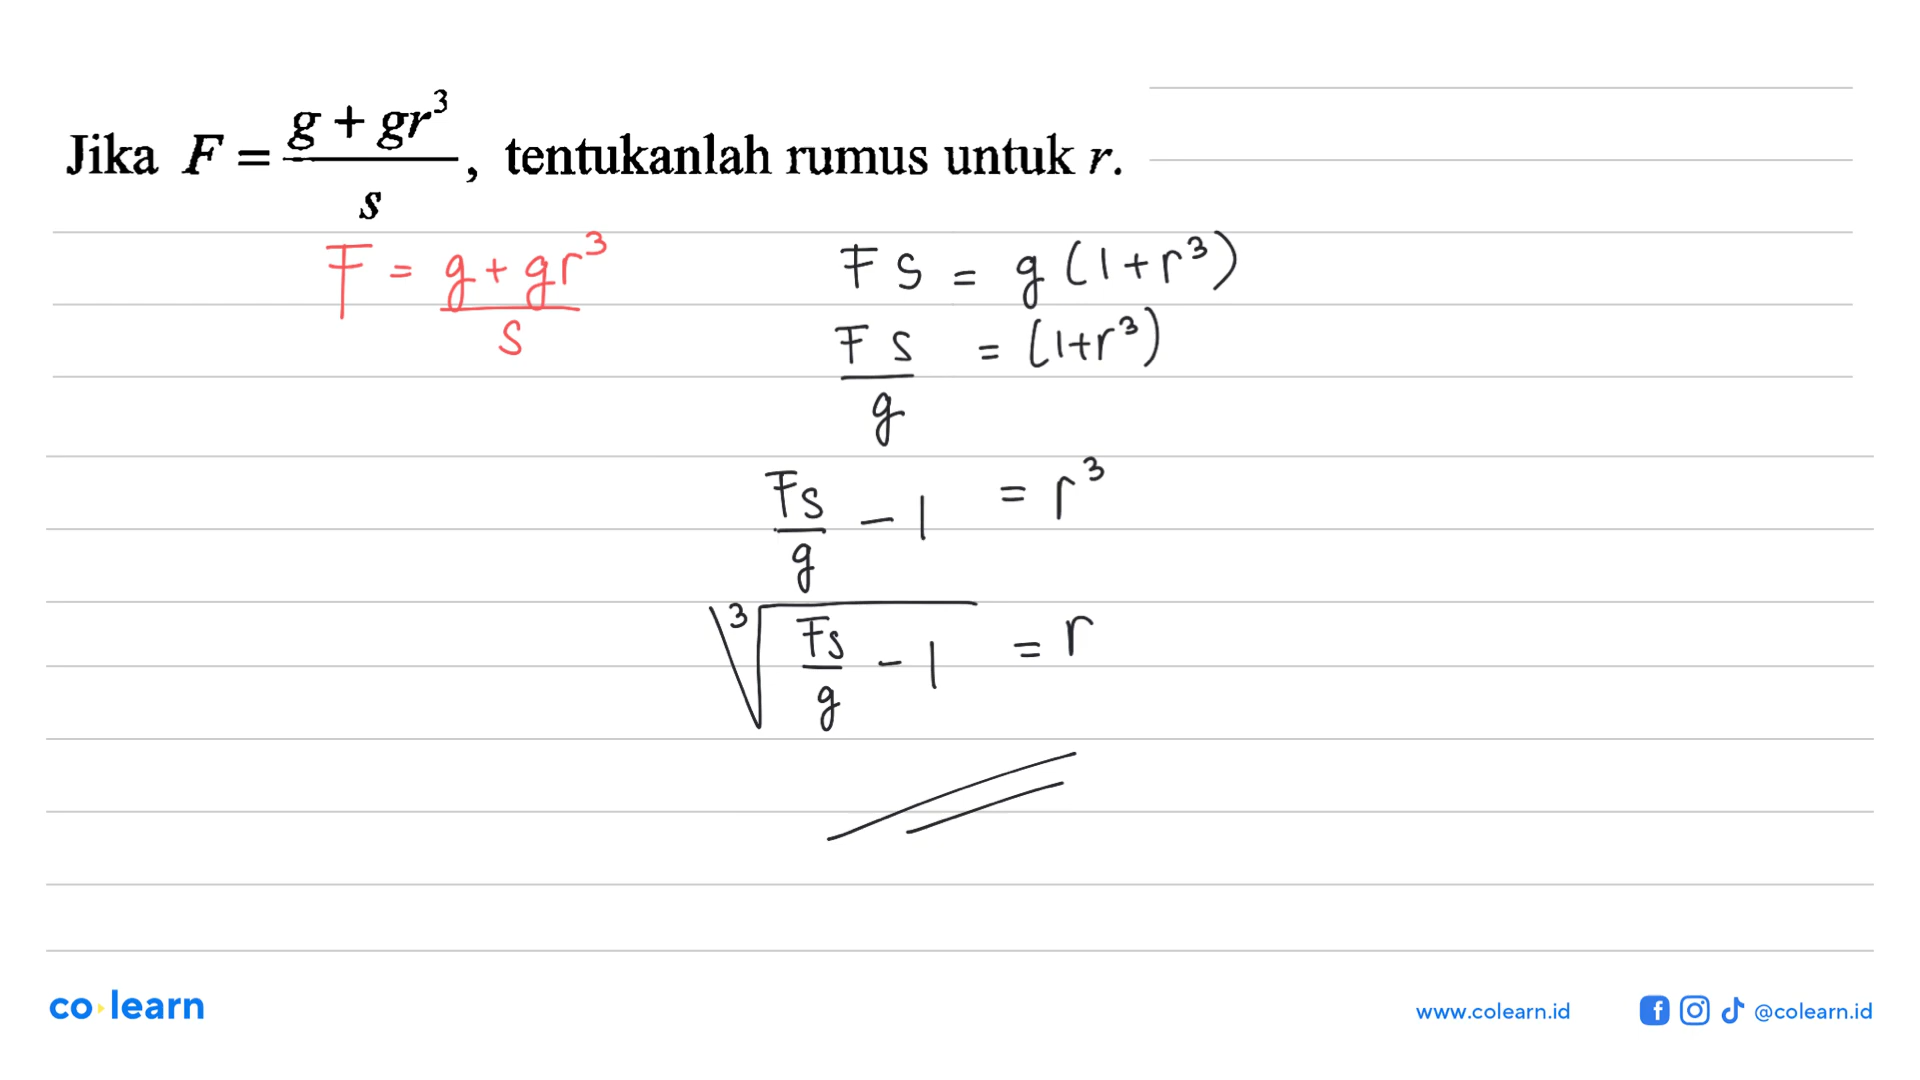 Jika F = (g + gr³)/s, tentukanlah rumus untuk r.
F = (g + gr³)/s
Fs = g(1+r³)
Fs/g = (1+r³)
Fs/g - 1 = r³
³√(Fs/g - 1) = r
co learn
www.colearn.id
@colearn.id